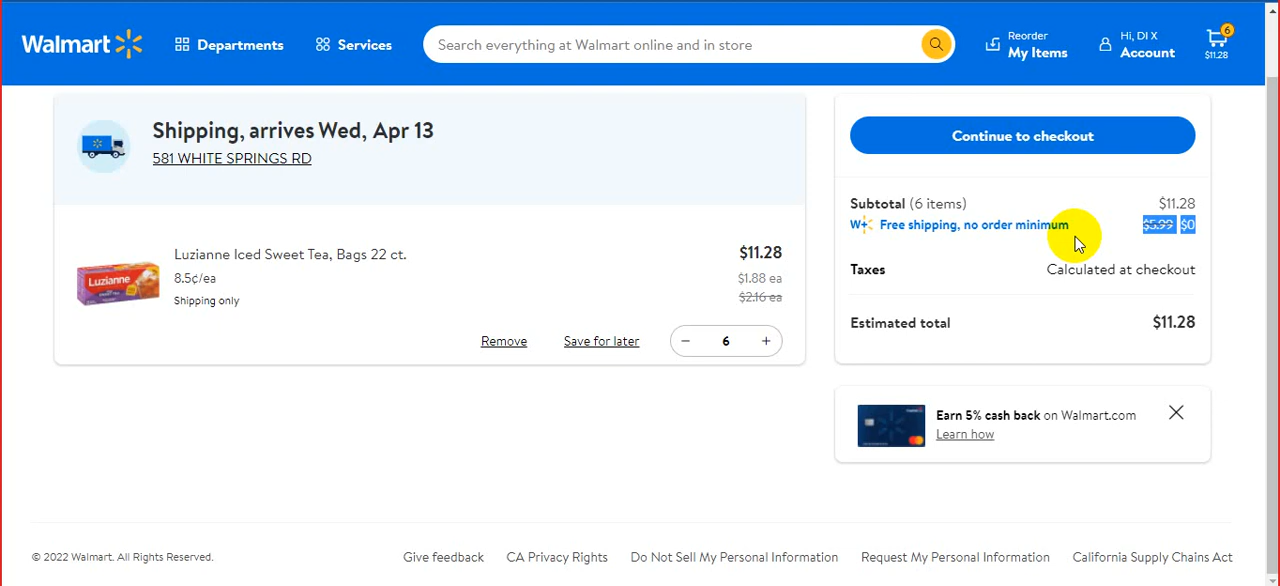 Walmart
Departments
Services
Search everything at Walmart online and in store
Reorder
My Items
Hi, DI X
Account
6
$11.28
Shipping, arrives Wed, Apr 13
581 WHITE SPRINGS RD
Luzianne
Luzianne Iced Sweet Tea, Bags 22 ct.
8.5¢/ea
Shipping only
$11.28
$1.88 ea
$2.16 ea
Remove
Save for later
− 6 +
Continue to checkout
Subtotal (6 items) $11.28
W+ Free shipping, no order minimum $5.99 $0
Taxes Calculated at checkout
Estimated total $11.28
Earn 5% cash back on Walmart.com
Learn how
© 2022 Walmart. All Rights Reserved.
Give feedback
CA Privacy Rights
Do Not Sell My Personal Information
Request My Personal Information
California Supply Chains Act